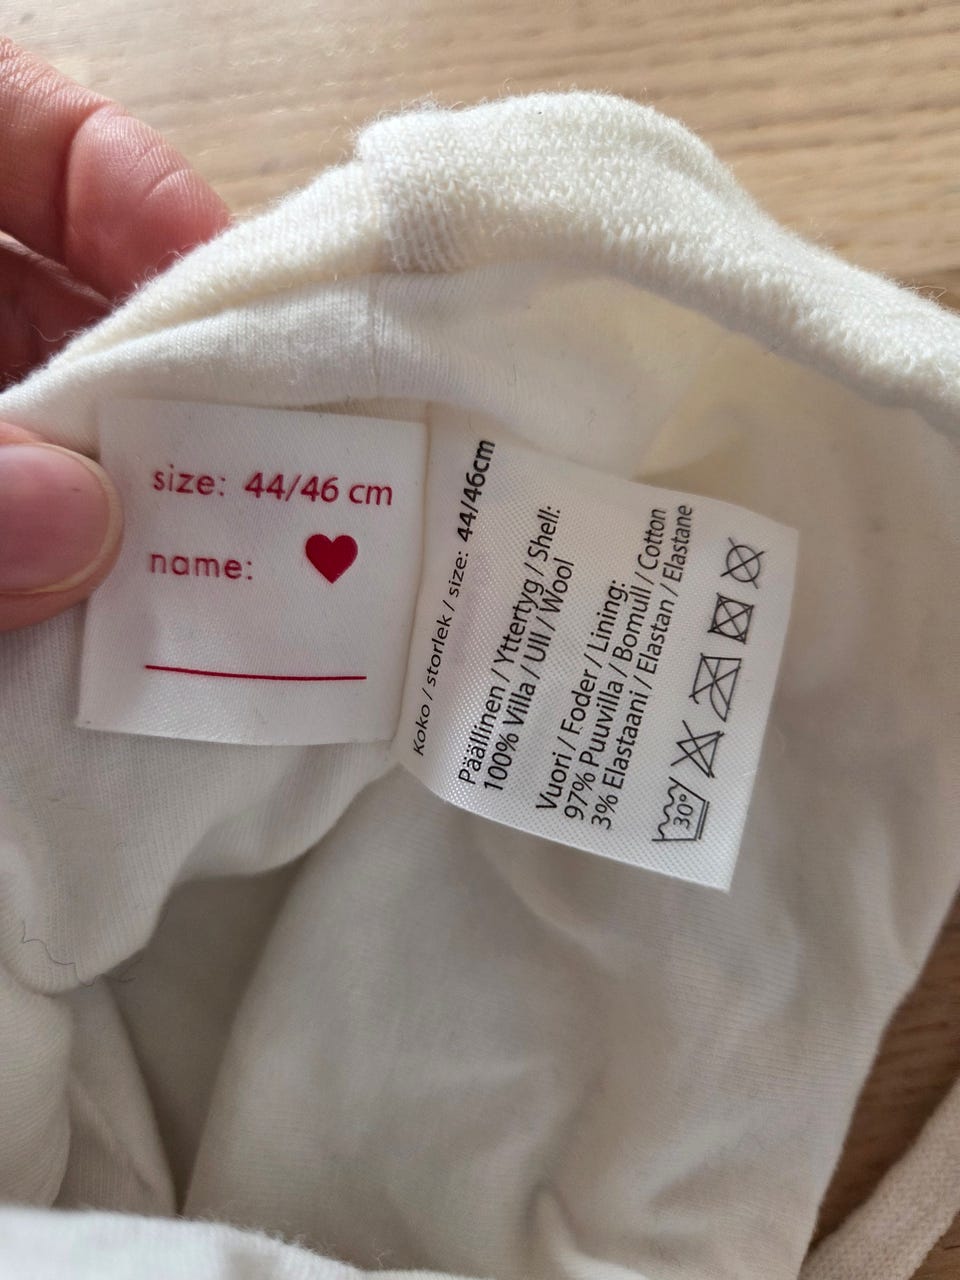 size: 44/46 cm
name:
Koko / storlek / size: 44/46cm
Päällinen / Yttertyg / Shell:
100% Villa / Ull / Wool
Vuori / Foder / Lining:
97% Puuvilla / Bomull / Cotton
3% Elastaani / Elastan / Elastane
30°